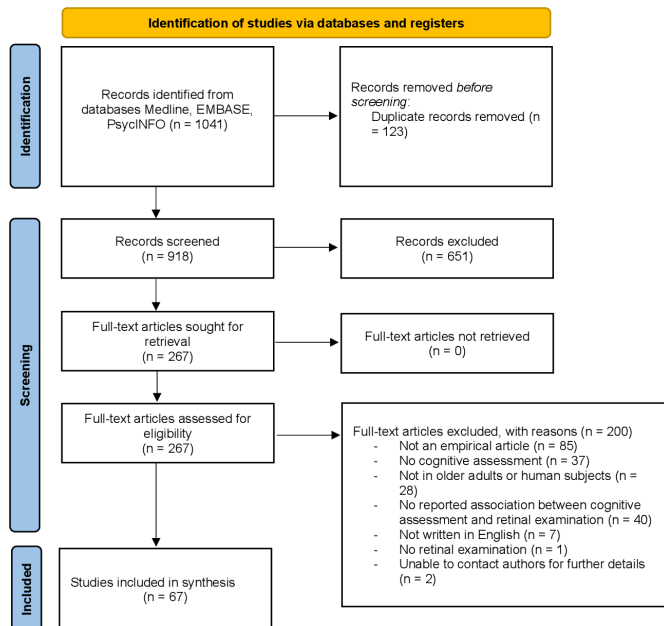 Identification of studies via databases and registers
Identification
Records identified from
databases Medline, EMBASE,
PsycINFO (n = 1041)
Records removed before
screening:
Duplicate records removed (n
= 123)
Screening
Records screened
(n = 918)
Records excluded
(n = 651)
Full-text articles sought for
retrieval
(n = 267)
Full-text articles not retrieved
(n = 0)
Full-text articles assessed for
eligibility
(n = 267)
Full-text articles excluded, with reasons (n = 200)
- Not an empirical article (n = 85)
- No cognitive assessment (n = 37)
- Not in older adults or human subjects (n =
28)
- No reported association between cognitive
assessment and retinal examination (n = 40)
- Not written in English (n = 7)
- No retinal examination (n = 1)
- Unable to contact authors for further details
(n = 2)
Included
Studies included in synthesis
(n = 67)